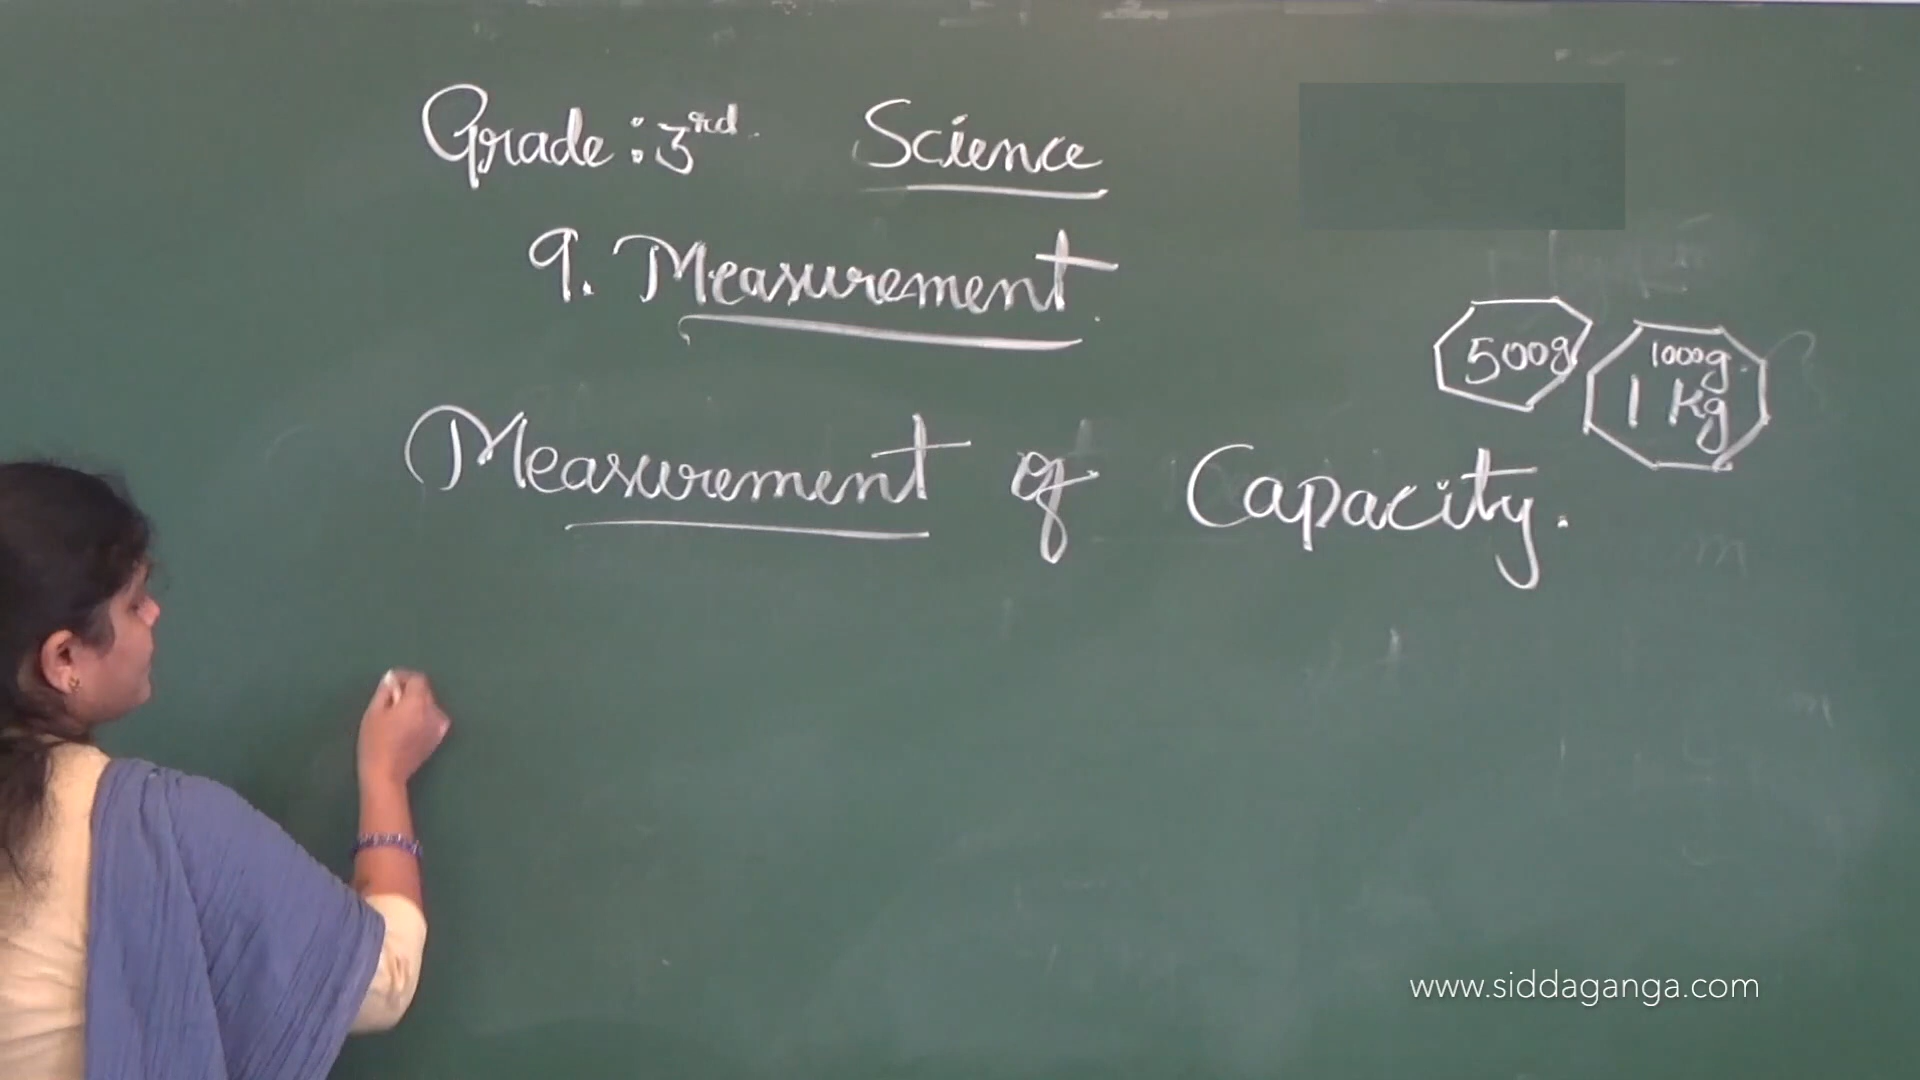 Grade : 3rd Science
9. Measurement.
500g
1000g.
1 Kg
Measurement of Capacity.
www.siddaganga.com